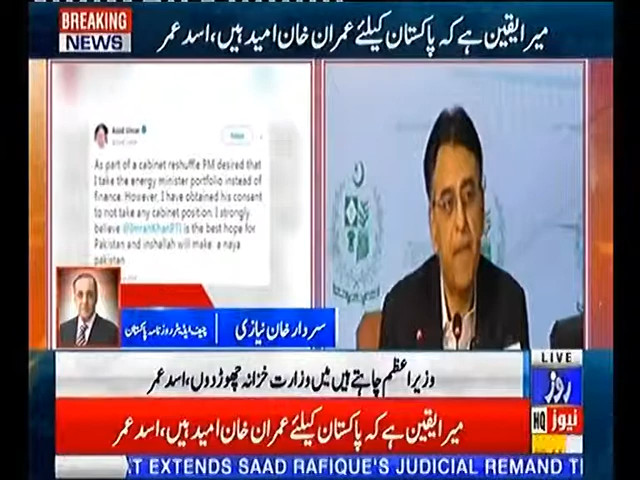 BREAKING
NEWS
میرا یقین ہے کہ پاکستان کیلئے عمران خان امید ہیں، اسد عمر
Asad Umar
As part of a cabinet reshuffle PM desired that
I take the energy minister portfolio instead of
finance. However, I have obtained his consent
to not take any cabinet position. I strongly
believe @ImranKhanPTI is the best hope for
Pakistan and inshallah will make a naya
pakistan
سردار خان نیازی
چیف ایڈیٹر روزنامہ پاکستان
وزیراعظم چاہتے ہیں میں وزارت خزانہ چھوڑ دوں، اسد عمر
میرا یقین ہے کہ پاکستان کیلئے عمران خان امید ہیں، اسد عمر
LIVE
روز
نیوز
HQ
AT EXTENDS SAAD RAFIQUE'S JUDICIAL REMAND T